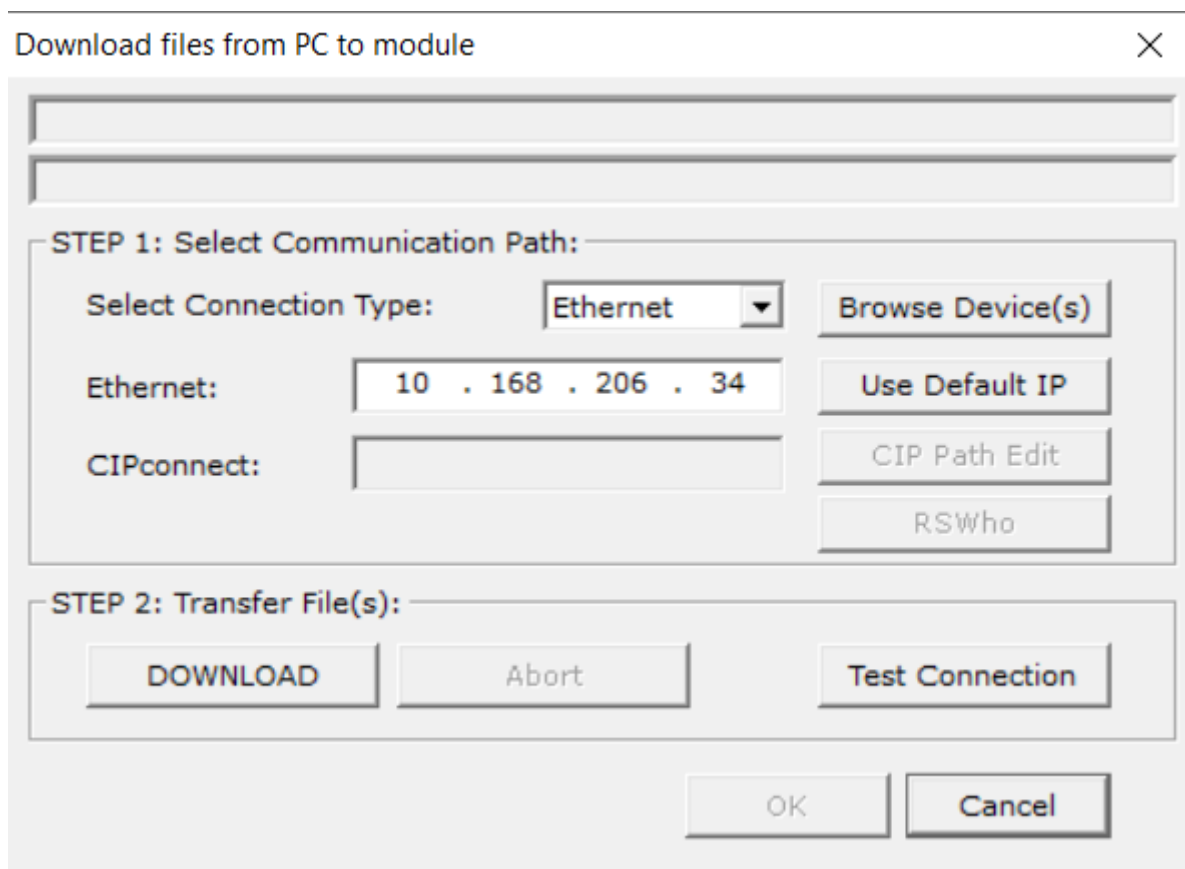 Download files from PC to module
STEP 1: Select Communication Path:
Select Connection Type: Ethernet Browse Device(s)
Ethernet: 10 . 168 . 206 . 34 Use Default IP
CIPconnect: CIP Path Edit
RSWho
STEP 2: Transfer File(s):
DOWNLOAD Abort Test Connection
OK Cancel